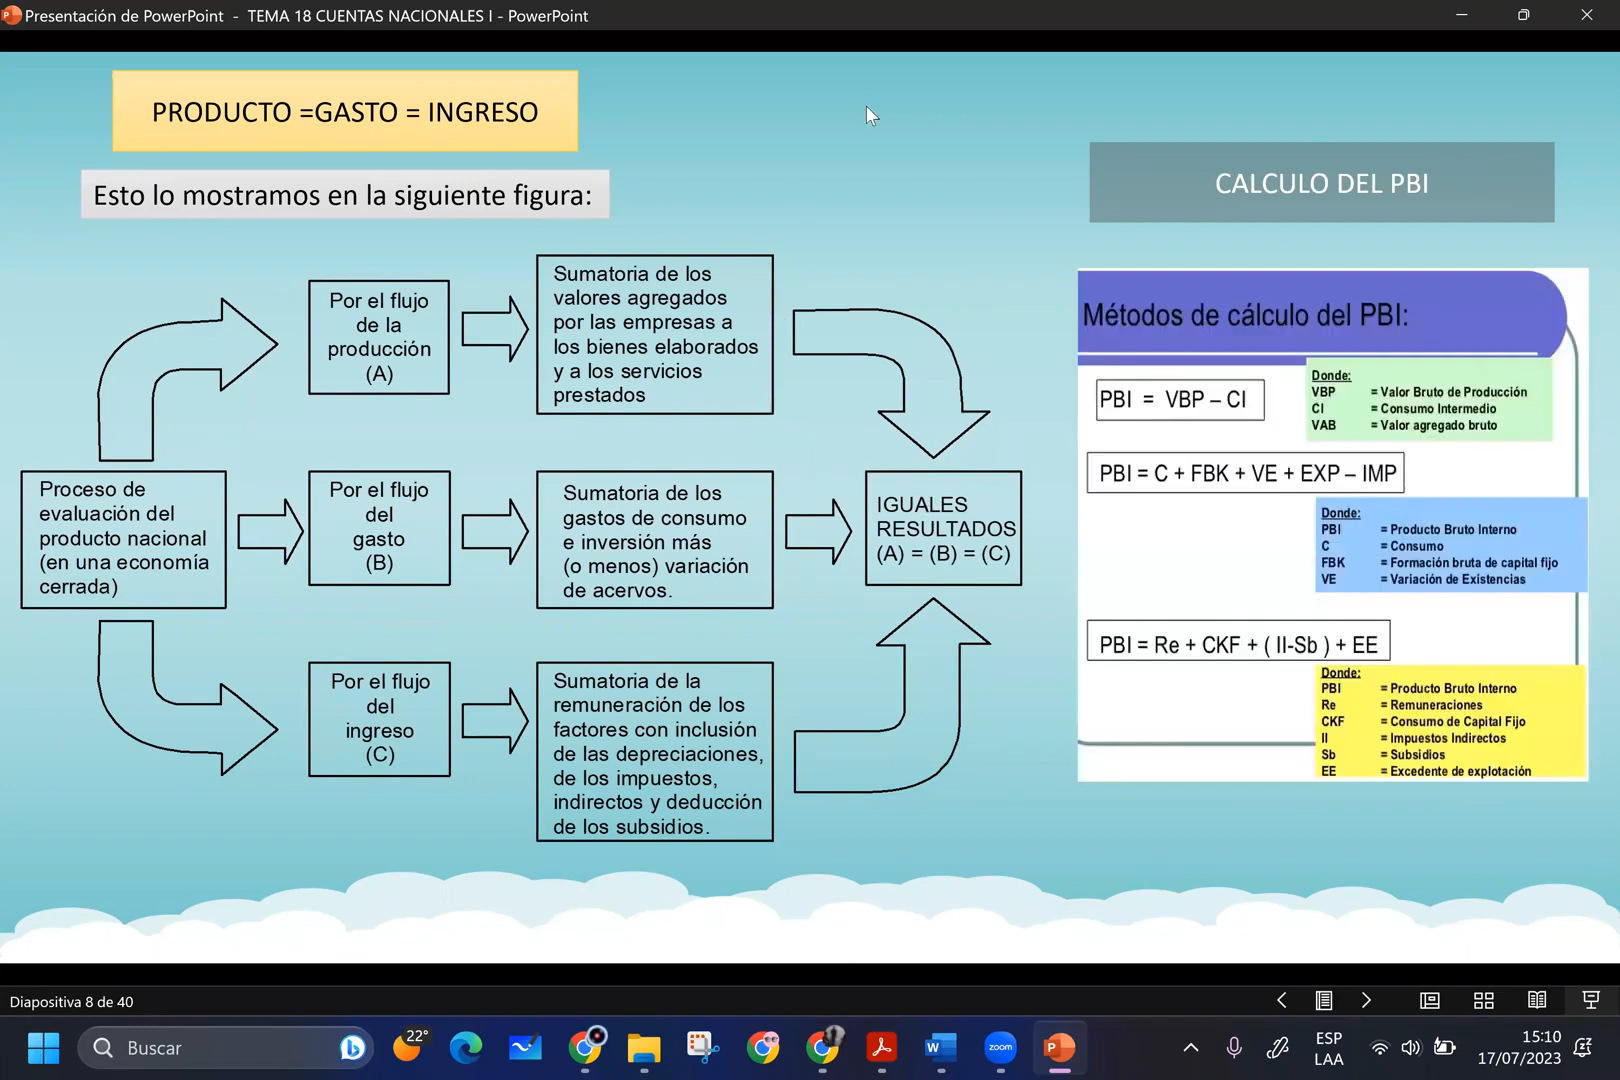 Presentación de PowerPoint - TEMA 18 CUENTAS NACIONALES I - PowerPoint
PRODUCTO =GASTO = INGRESO
Esto lo mostramos en la siguiente figura:
Proceso de
evaluación del
producto nacional
(en una economía
cerrada)
Por el flujo
de la
producción
(A)
Sumatoria de los
valores agregados
por las empresas a
los bienes elaborados
y a los servicios
prestados
Por el flujo
del
gasto
(B)
Sumatoria de los
gastos de consumo
e inversión más
(o menos) variación
de acervos.
Por el flujo
del
ingreso
(C)
Sumatoria de la
remuneración de los
factores con inclusión
de las depreciaciones,
de los impuestos,
indirectos y deducción
de los subsidios.
IGUALES
RESULTADOS
(A) = (B) = (C)
CALCULO DEL PBI
Métodos de cálculo del PBI:
PBI = VBP – CI
Donde:
VBP = Valor Bruto de Producción
CI = Consumo Intermedio
VAB = Valor agregado bruto
PBI = C + FBK + VE + EXP – IMP
Donde:
PBI = Producto Bruto Interno
C = Consumo
FBK = Formación bruta de capital fijo
VE = Variación de Existencias
PBI = Re + CKF + ( II-Sb ) + EE
Donde:
PBI = Producto Bruto Interno
Re = Remuneraciones
CKF = Consumo de Capital Fijo
II = Impuestos Indirectos
Sb = Subsidios
EE = Excedente de explotación
Diapositiva 8 de 40
Buscar
22°
zoom
ESP
LAA
15:10
17/07/2023